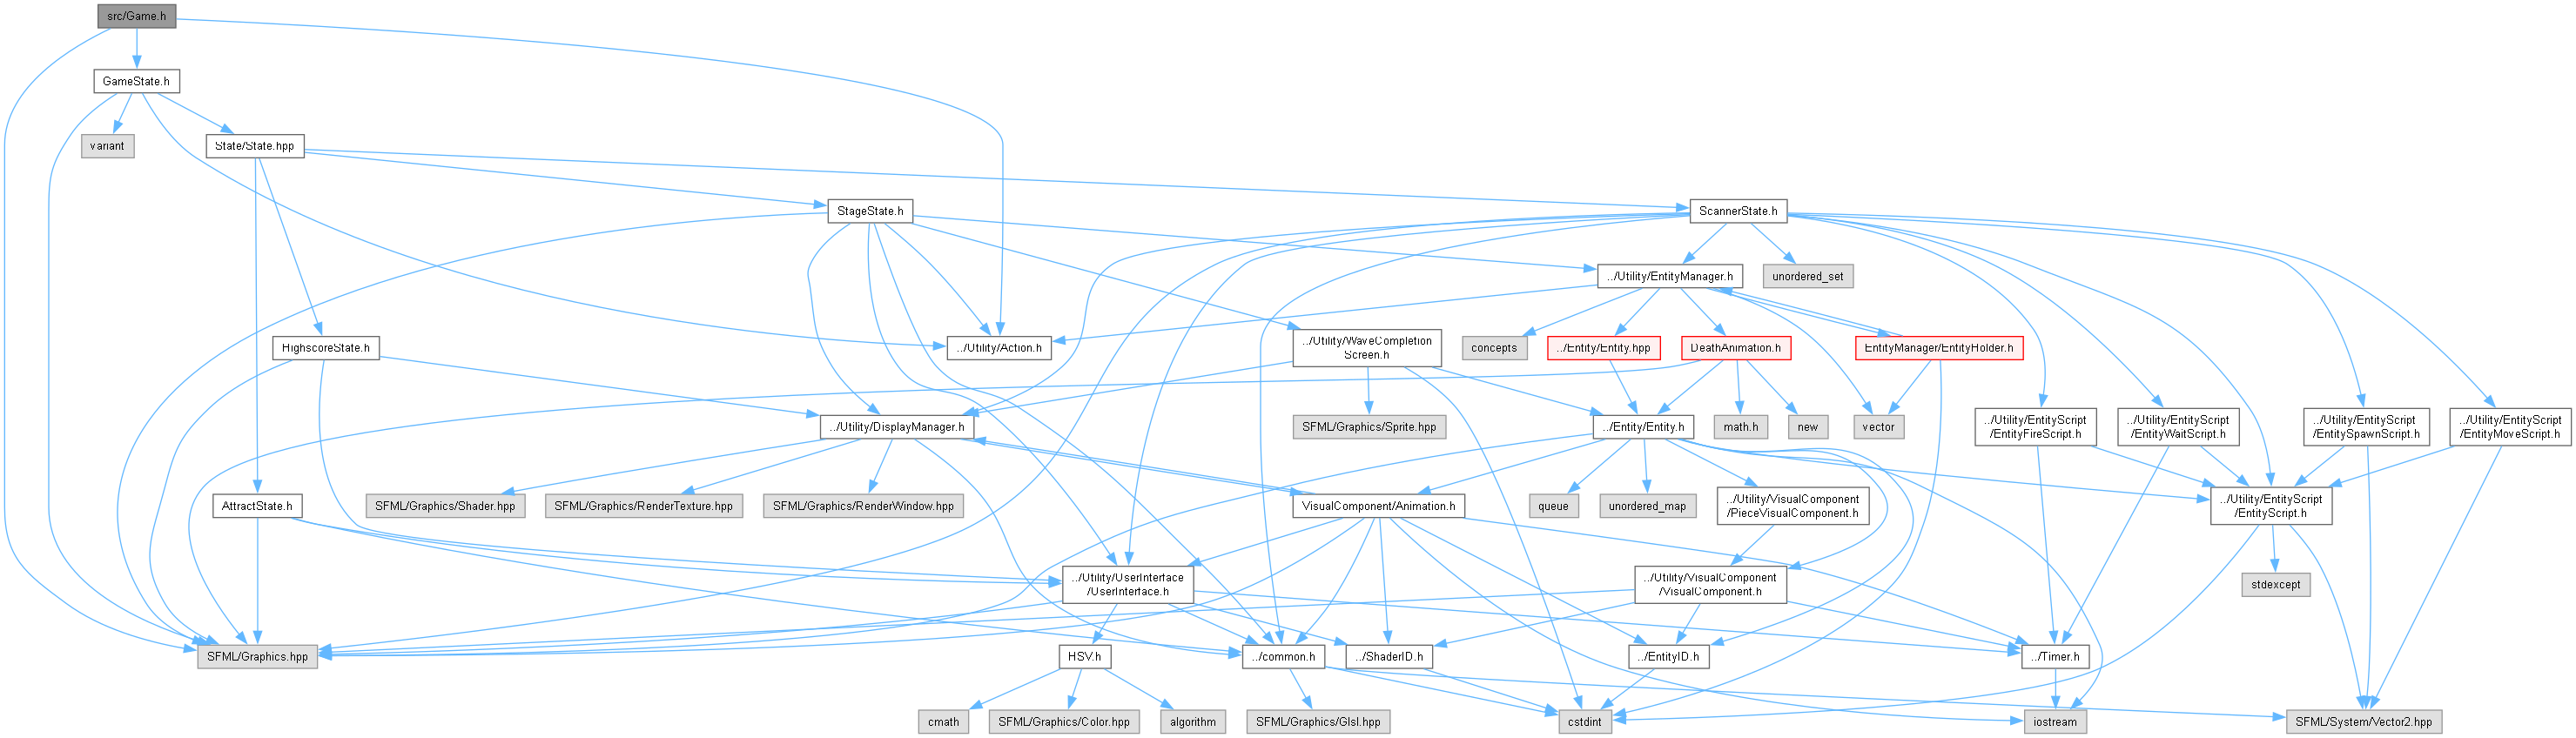 src/Game.h
GameState.h
variant
State/State.hpp
StageState.h
ScannerState.h
../Utility/EntityManager.h
unordered_set
HighscoreState.h
../Utility/Action.h
../Utility/WaveCompletion
Screen.h
concepts
../Entity/Entity.hpp
DeathAnimation.h
EntityManager/EntityHolder.h
../Utility/DisplayManager.h
SFML/Graphics/Sprite.hpp
../Entity/Entity.h
math.h
new
vector
../Utility/EntityScript
/EntityFireScript.h
../Utility/EntityScript
/EntityWaitScript.h
../Utility/EntityScript
/EntitySpawnScript.h
../Utility/EntityScript
/EntityMoveScript.h
AttractState.h
SFML/Graphics/Shader.hpp
SFML/Graphics/RenderTexture.hpp
SFML/Graphics/RenderWindow.hpp
VisualComponent/Animation.h
queue
unordered_map
../Utility/VisualComponent
/PieceVisualComponent.h
../Utility/EntityScript
/EntityScript.h
../Utility/UserInterface
/UserInterface.h
../Utility/VisualComponent
/VisualComponent.h
stdexcept
SFML/Graphics.hpp
HSV.h
../common.h
../ShaderID.h
../EntityID.h
../Timer.h
cmath
SFML/Graphics/Color.hpp
algorithm
SFML/Graphics/Glsl.hpp
cstdint
iostream
SFML/System/Vector2.hpp